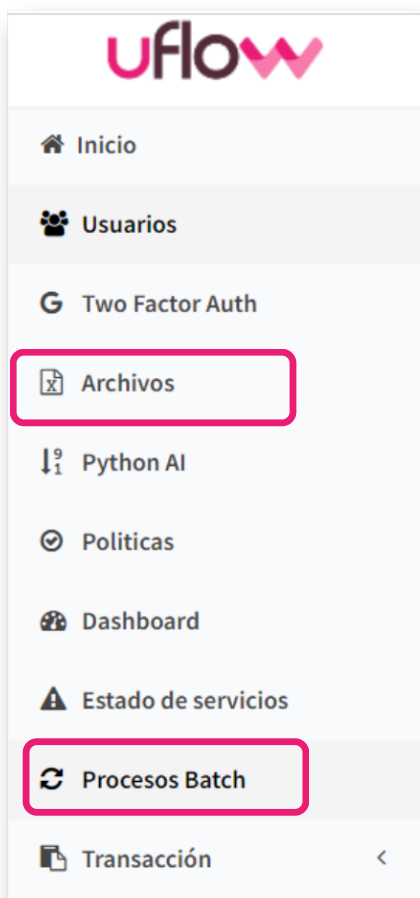 uflow
Inicio
Usuarios
Two Factor Auth
Archivos
Python AI
Politicas
Dashboard
Estado de servicios
Procesos Batch
Transacción